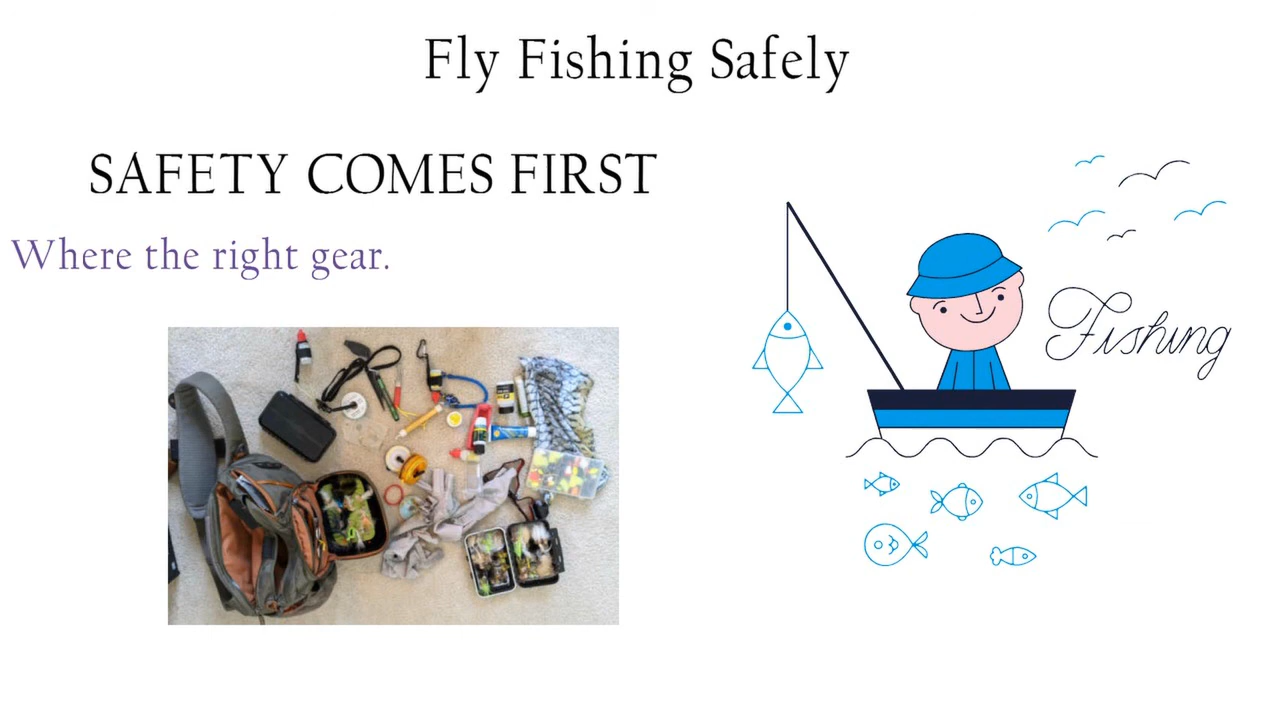 Fly Fishing Safely
SAFETY COMES FIRST
Where the right gear.
Fishing